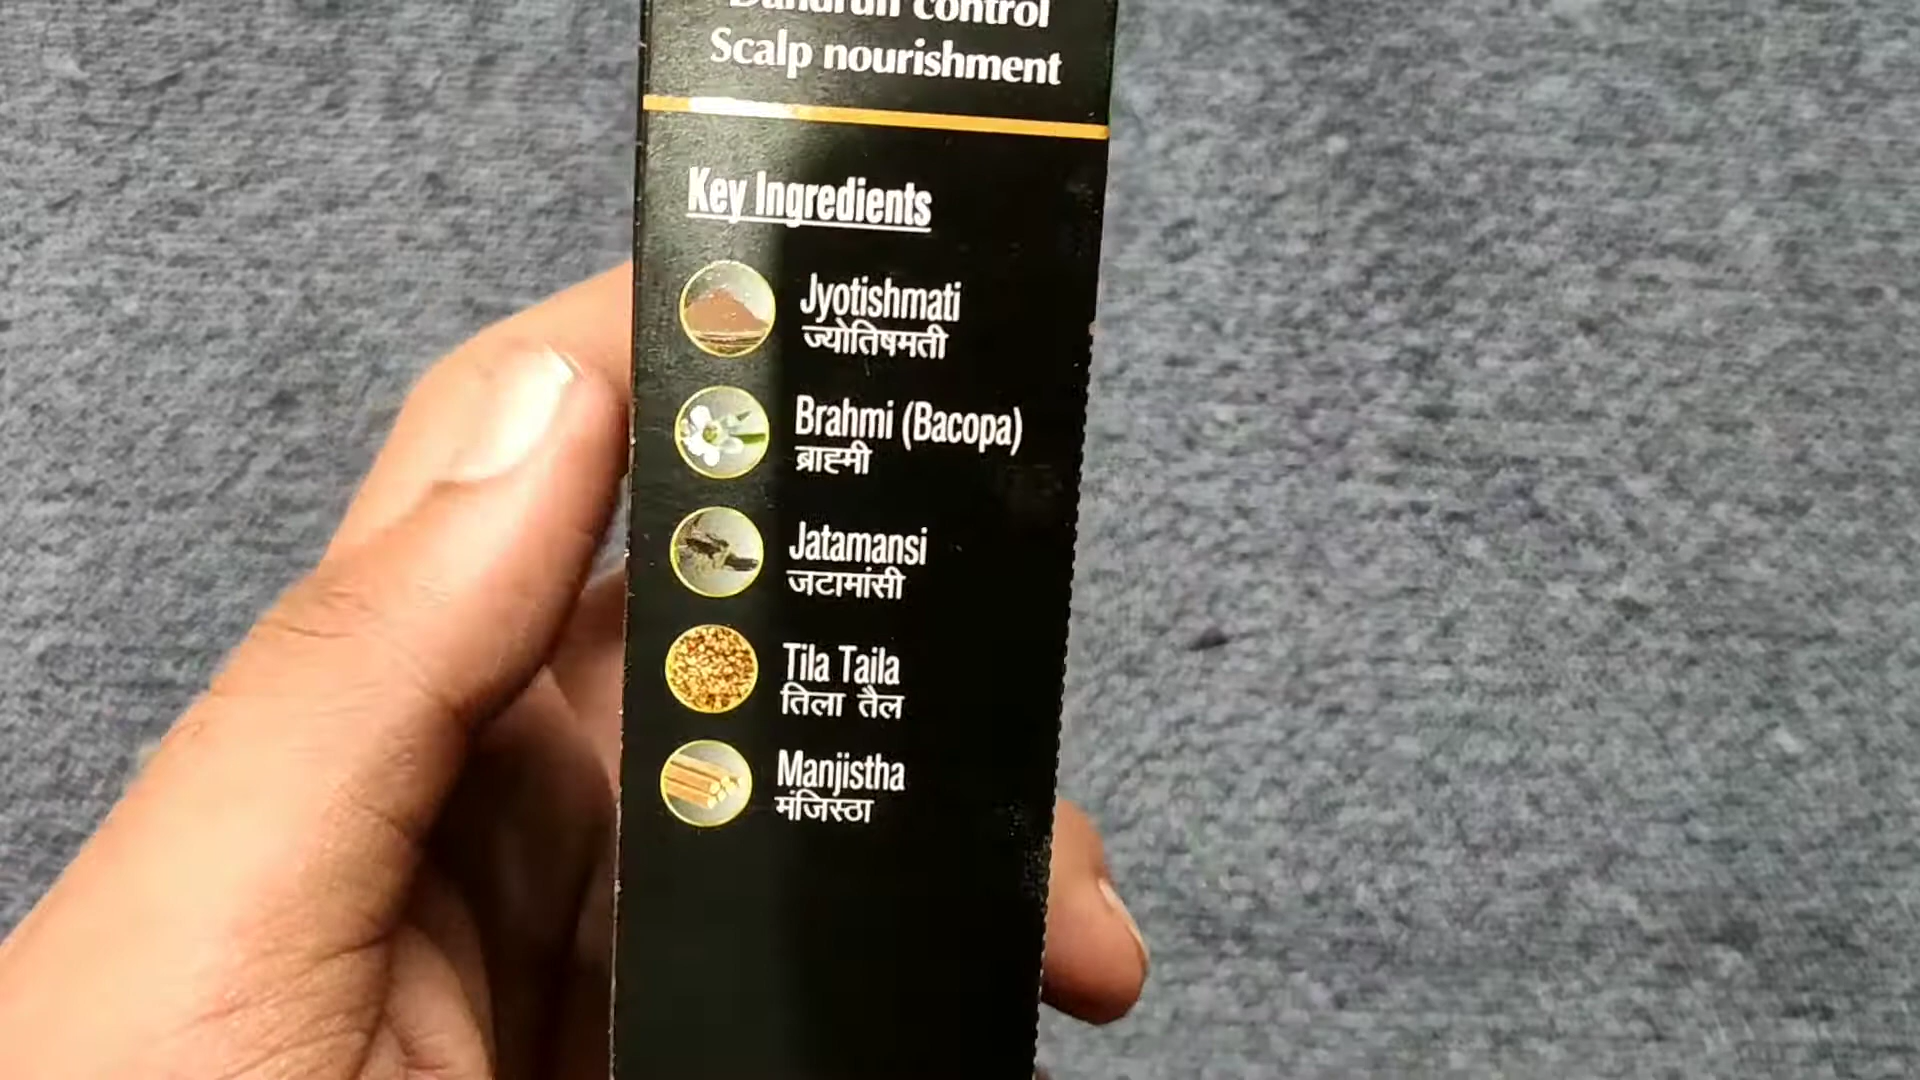 Dandruff control
Scalp nourishment
Key Ingredients
Jyotishmati
ज्योतिषमती
Brahmi (Bacopa)
ब्राह्मी
Jatamansi
जटामांसी
Tila Taila
तिला तैल
Manjistha
मंजिस्ठा